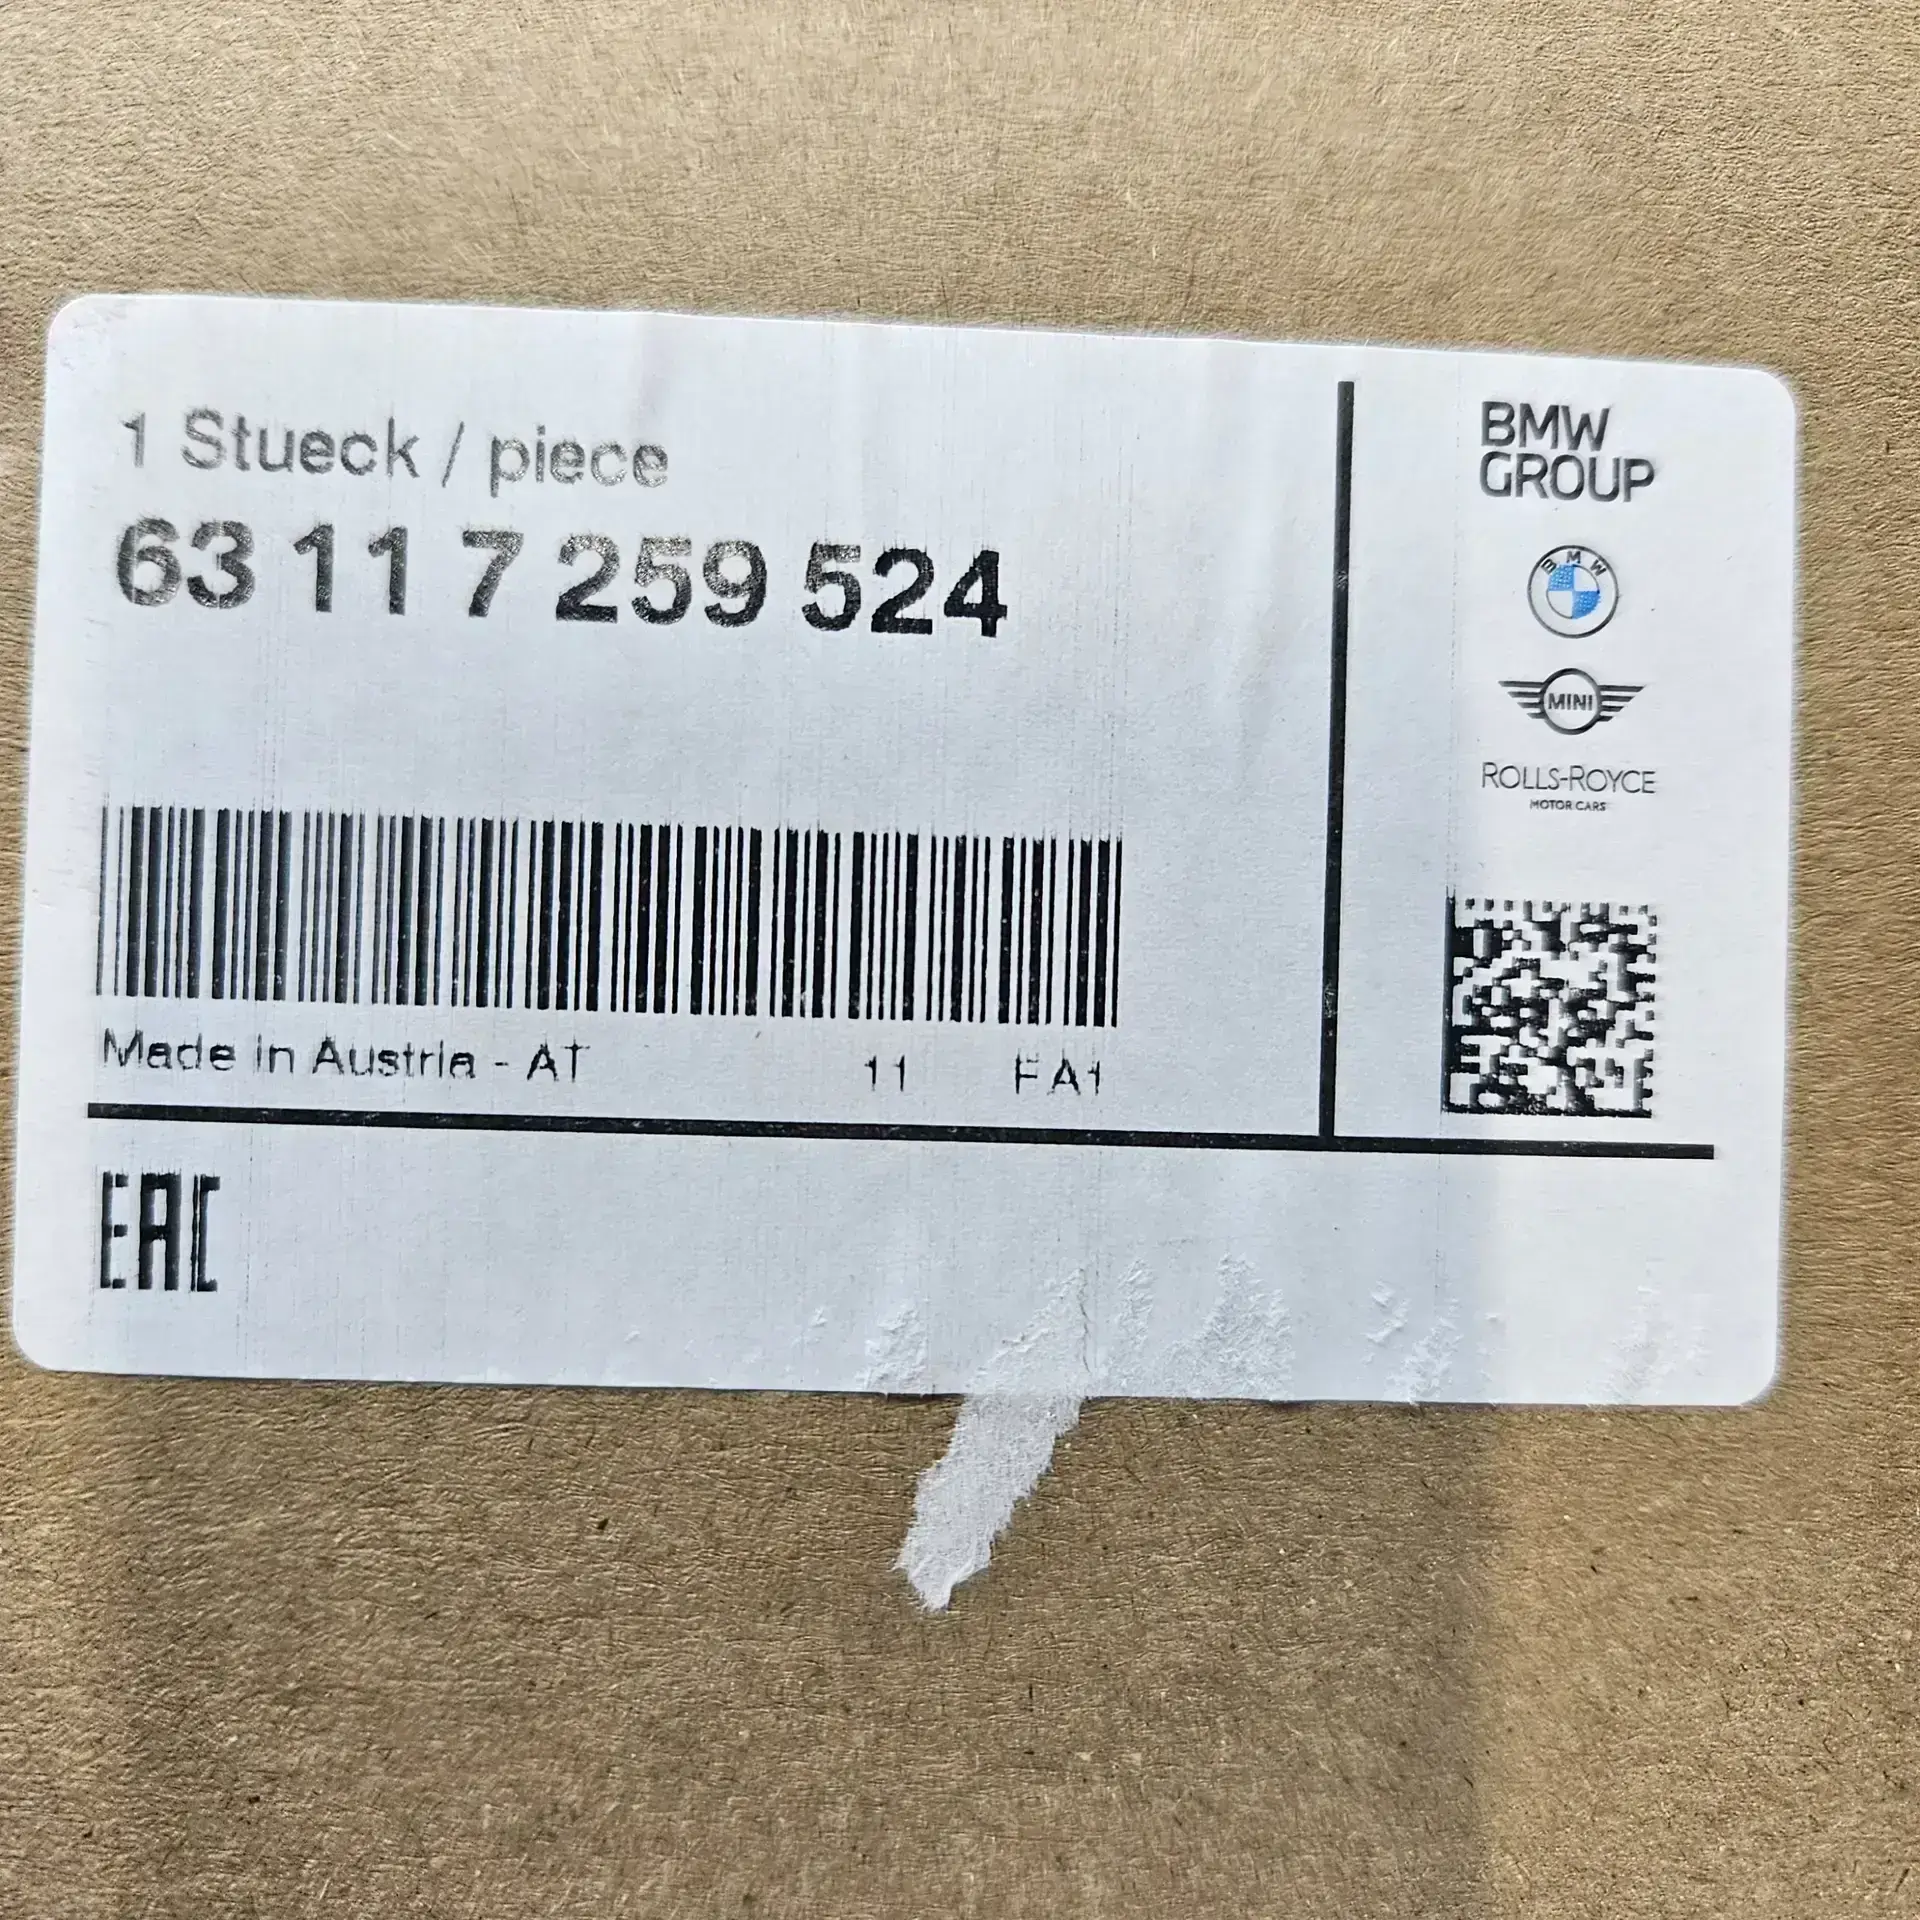 1 Stueck / piece
63 11 7 259 524
Made in Austria - AT 11 FA1
EAC
BMW
GROUP
BMW
MINI
ROLLS-ROYCE
MOTOR CARS